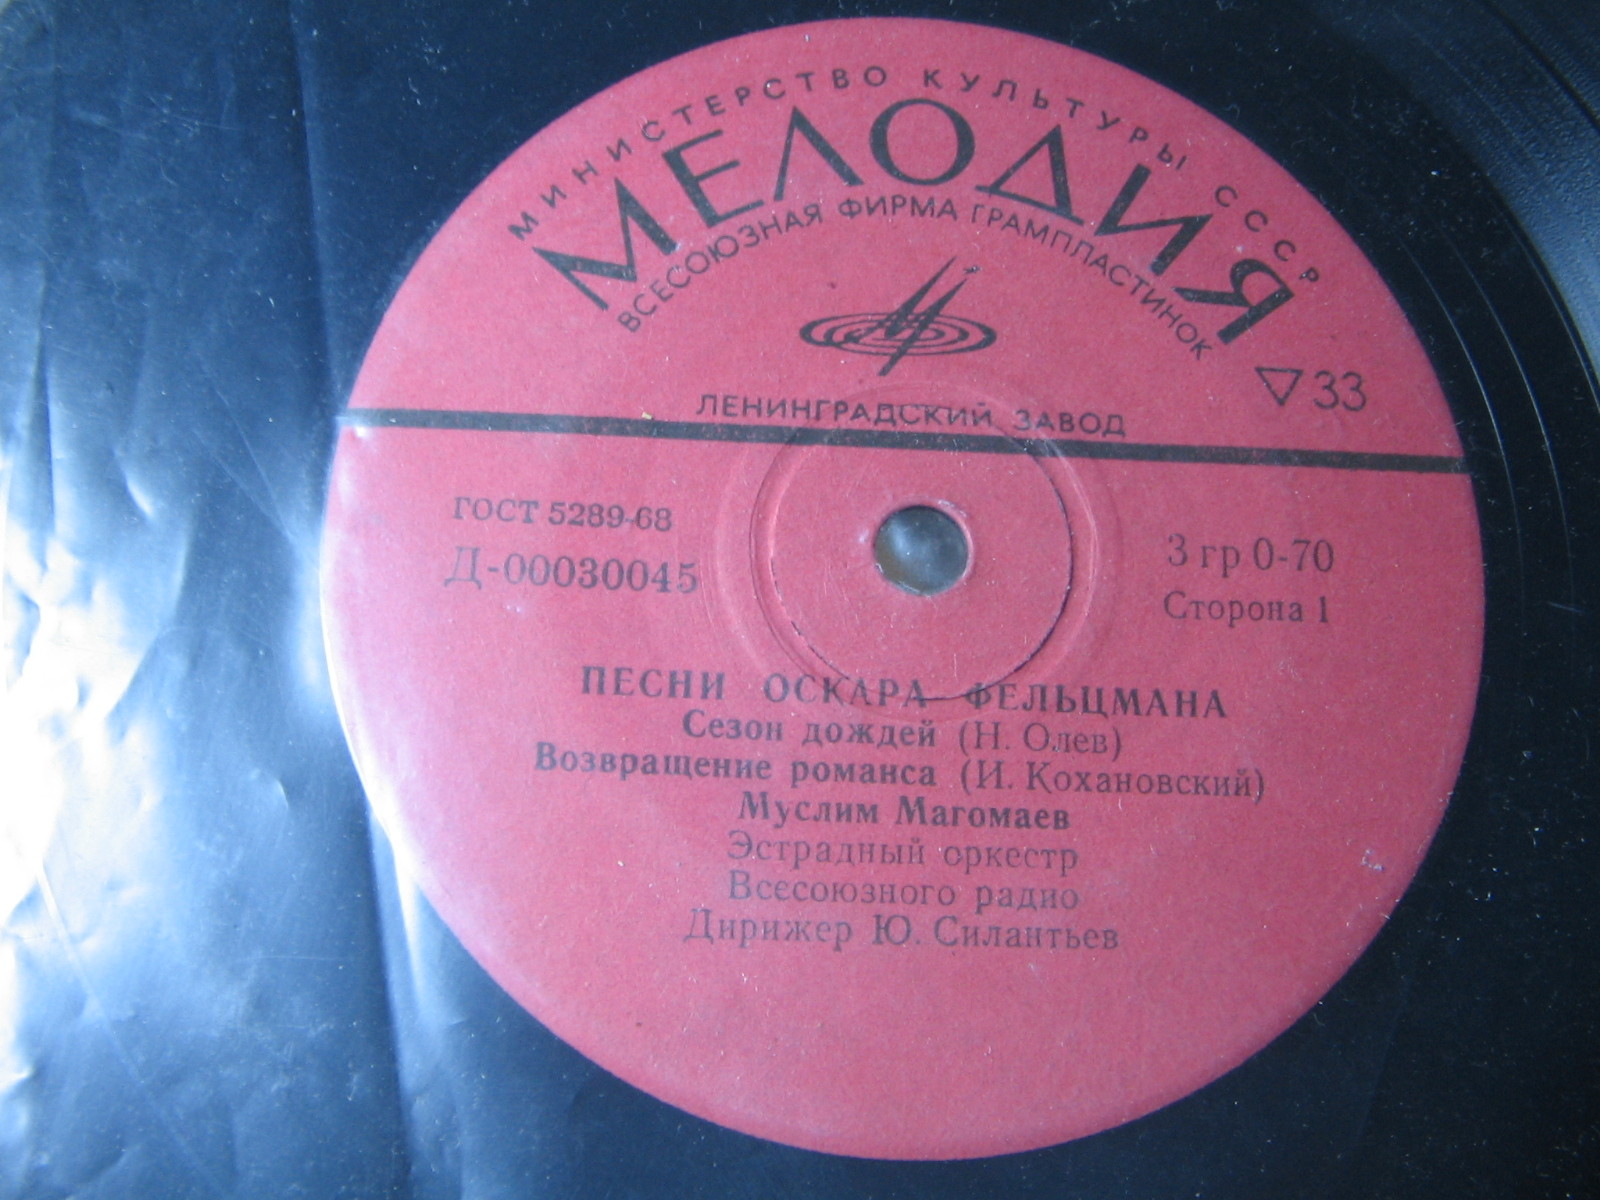 МИНИСТЕРСТВО КУЛЬТУРЫ СССР
МЕЛОДИЯ
ВСЕСОЮЗНАЯ ФИРМА ГРАМПЛАСТИНОК
▽33
ЛЕНИНГРАДСКИЙ ЗАВОД
ГОСТ 5289-68
Д-00030045
3 гр 0-70
Сторона 1
ПЕСНИ ОСКАРА ФЕЛЬЦМАНА
Сезон дождей (Н. Олев)
Возвращение романса (И. Кохановский)
Муслим Магомаев
Эстрадный оркестр
Всесоюзного радио
Дирижер Ю. Силантьев